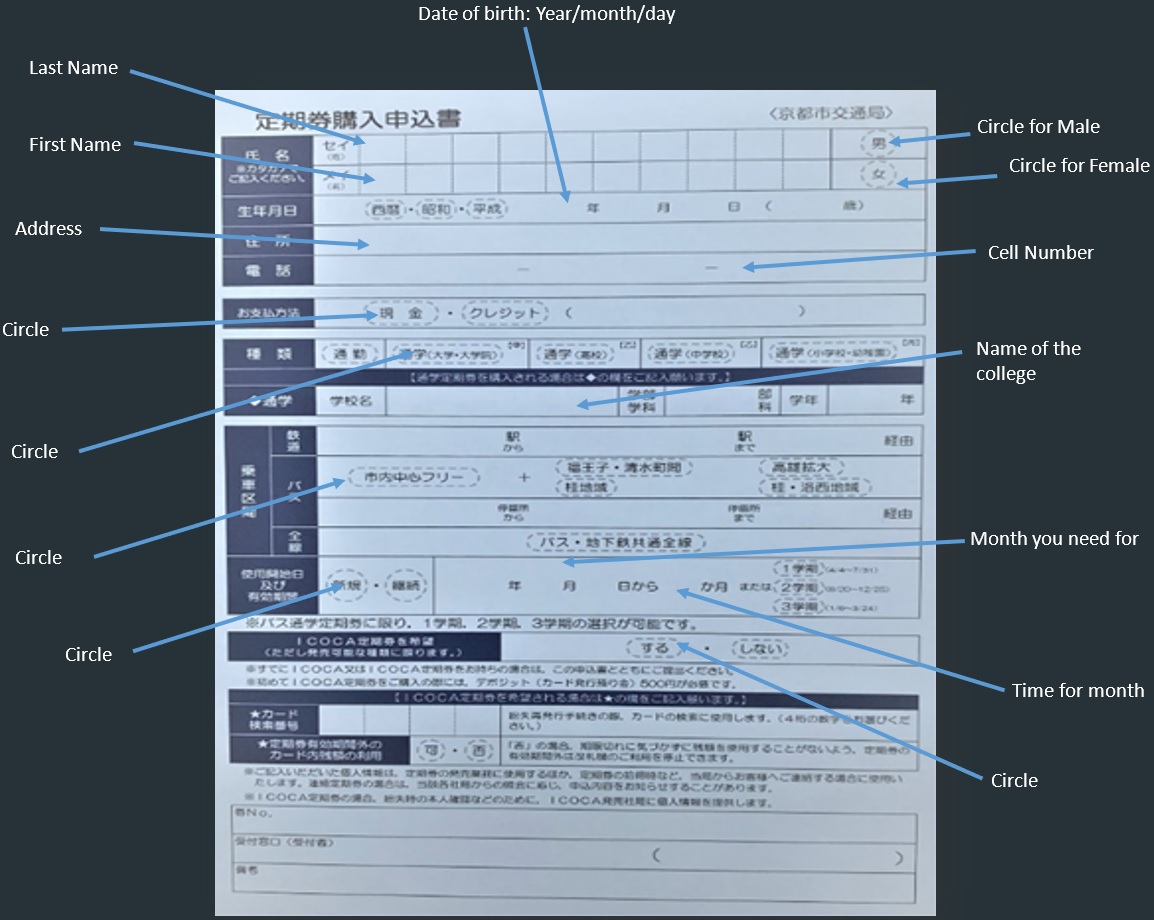 Date of birth: Year/month/day
Last Name
First Name
Address
Circle
Circle
Circle
Circle
Circle for Male
Circle for Female
Cell Number
Name of the
college
Month you need for
Time for month
Circle
定期券購入申込書
〈京都市交通局〉
氏 名
※カタカナで
ご記入ください。
セイ
(姓)
男
メイ
(名)
女
生年月日
西暦・昭和・平成
年 月 日 ( 歳)
住 所
電 話
お支払方法
現 金 ・ クレジット (  )
種 類
通 勤
通学(大学・大学院)
通学(高校)
通学(中学校)
通学(小学校・幼稚園)
【通学定期券を購入される場合は◆の欄をご記入願います。】
◆通学
学校名
学部
学科
部
科
学年
年
乗車区間
鉄道
駅
から
駅
まで
経由
バス
市内中心フリー
+
福王子・清水町間
桂地域
高雄拡大
桂・洛西地域
停留所
から
停留所
まで
経由
全線
バス・地下鉄共通全線
使用開始日
及び
有効期間
新規・継続
年 月 日から か月 または
1学期(4/4~7/31)
2学期(8/20~12/25)
3学期(1/8~3/24)
※バス通学定期券に限り、1学期、2学期、3学期の選択が可能です。
ICOCA定期券を希望
(ただし発売可能な種類に限ります。)
する ・ しない
※すでにICOCA又はICOCA定期券をお持ちの場合は、この申込書とともにご提出ください。
※初めてICOCA定期券をご購入の際には、デポジット(カード発行預り金)500円が必要です。
【ICOCA定期券を希望される場合は★の欄をご記入願います。】
★カード
検索番号
紛失再発行手続きの際、カードの検索に使用します。(4桁の数字をお選びくだ
さい。)
★定期券有効期間外の
カード内残額の利用
可 ・ 否
「否」の場合、期限切れに気づかずに残額を使用することがないよう、定期券の
有効期間外は改札機のご利用を停止できます。
※ご記入いただいた個人情報は、定期券の発売業務に使用するほか、定期券の拾得時など、当局からお客様へご連絡する場合に使用い
たします。連絡定期券の場合は、当該各社局からの照会に応じ、申込内容をお知らせすることがあります。
※ICOCA定期券の場合、紛失時の本人確認などのために、ICOCA発売社局に個人情報を提供します。
券No.
受付窓口(受付者)
(  )
備考